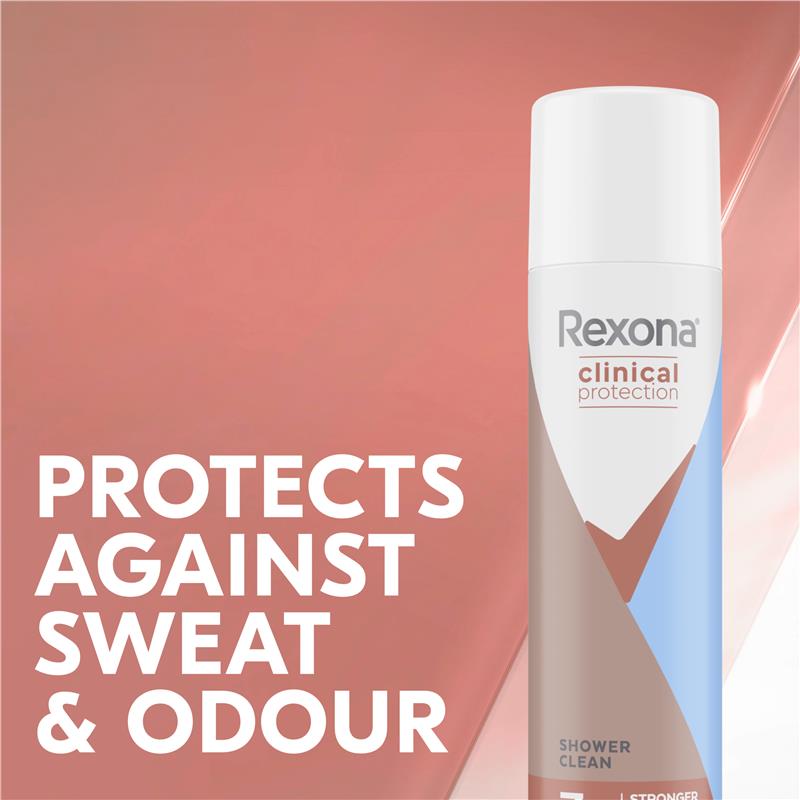 PROTECTS
AGAINST
SWEAT
& ODOUR
Rexona®
clinical
protection
SHOWER
CLEAN
STRONGER